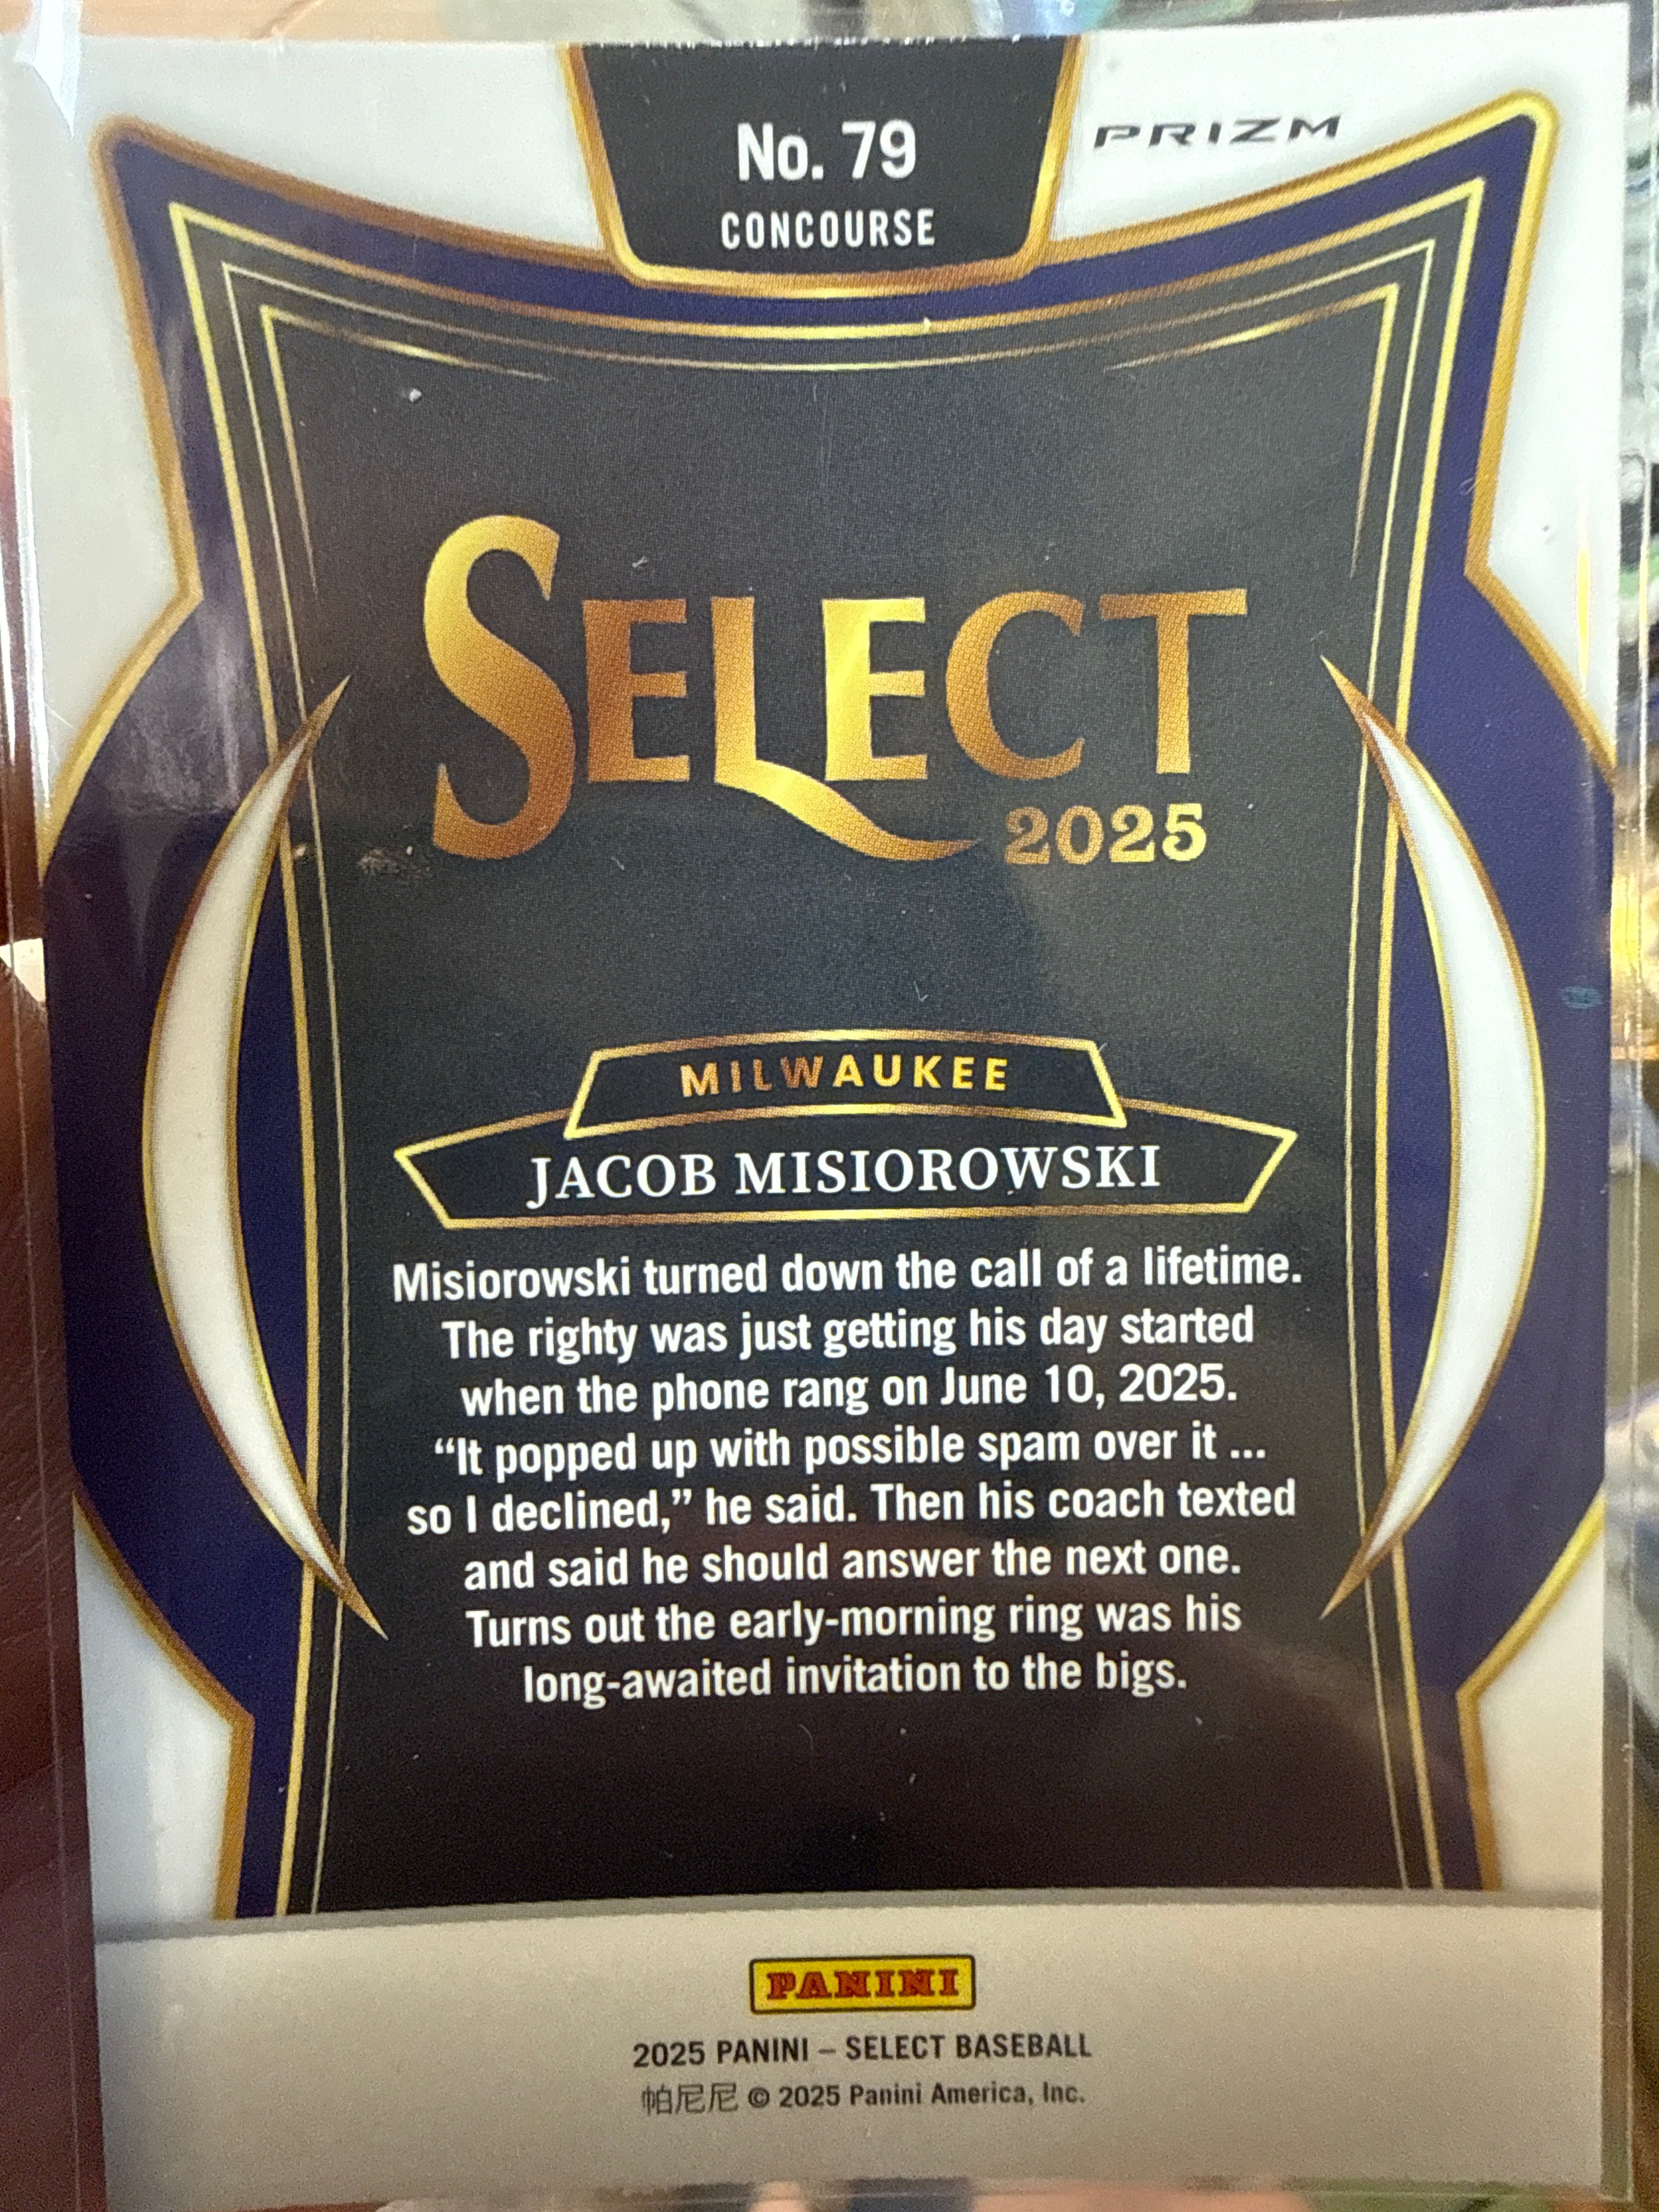 No. 79
PRIZM
CONCOURSE
SELECT
2025
MILWAUKEE
JACOB MISIOROWSKI
Misiorowski turned down the call of a lifetime.
The righty was just getting his day started
when the phone rang on June 10, 2025.
“It popped up with possible spam over it ...
so I declined,” he said. Then his coach texted
and said he should answer the next one.
Turns out the early-morning ring was his
long-awaited invitation to the bigs.
PANINI
2025 PANINI – SELECT BASEBALL
帕尼尼 © 2025 Panini America, Inc.